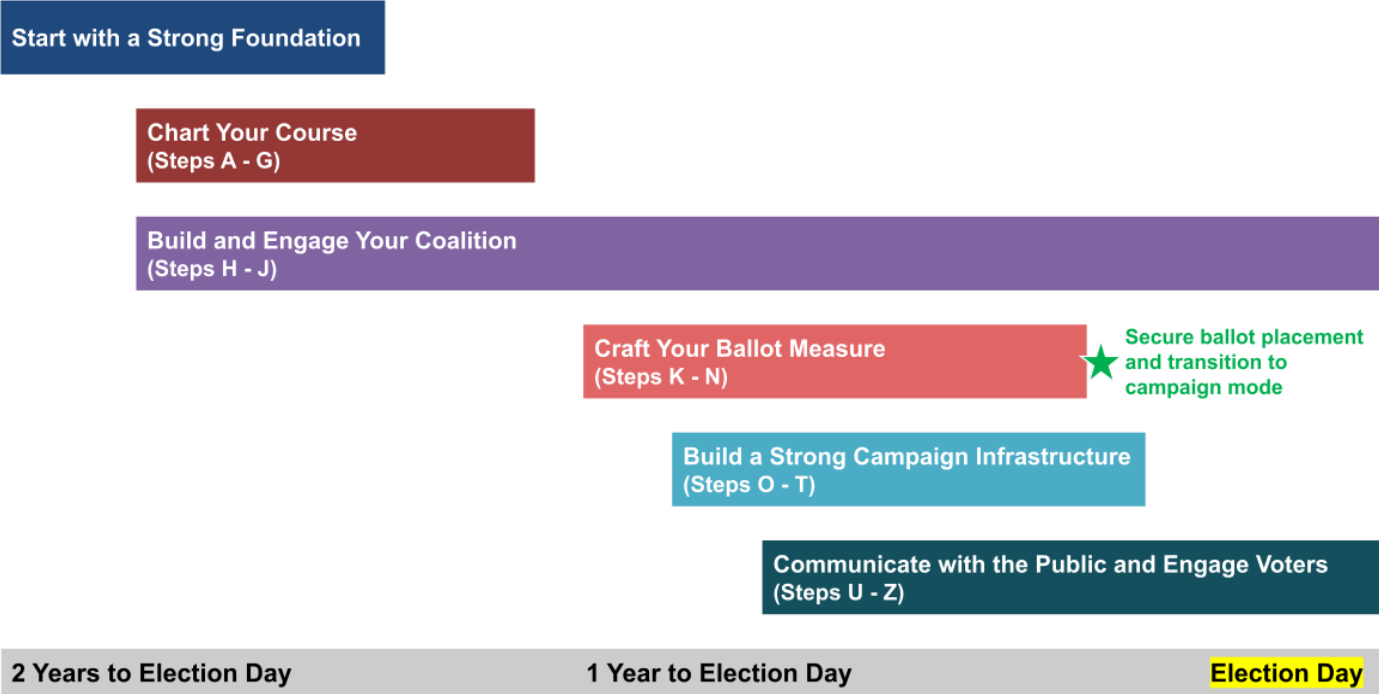 Start with a Strong Foundation
Chart Your Course
(Steps A - G)
Build and Engage Your Coalition
(Steps H - J)
Craft Your Ballot Measure
(Steps K - N)
Secure ballot placement
and transition to
campaign mode
Build a Strong Campaign Infrastructure
(Steps O - T)
Communicate with the Public and Engage Voters
(Steps U - Z)
2 Years to Election Day
1 Year to Election Day
Election Day